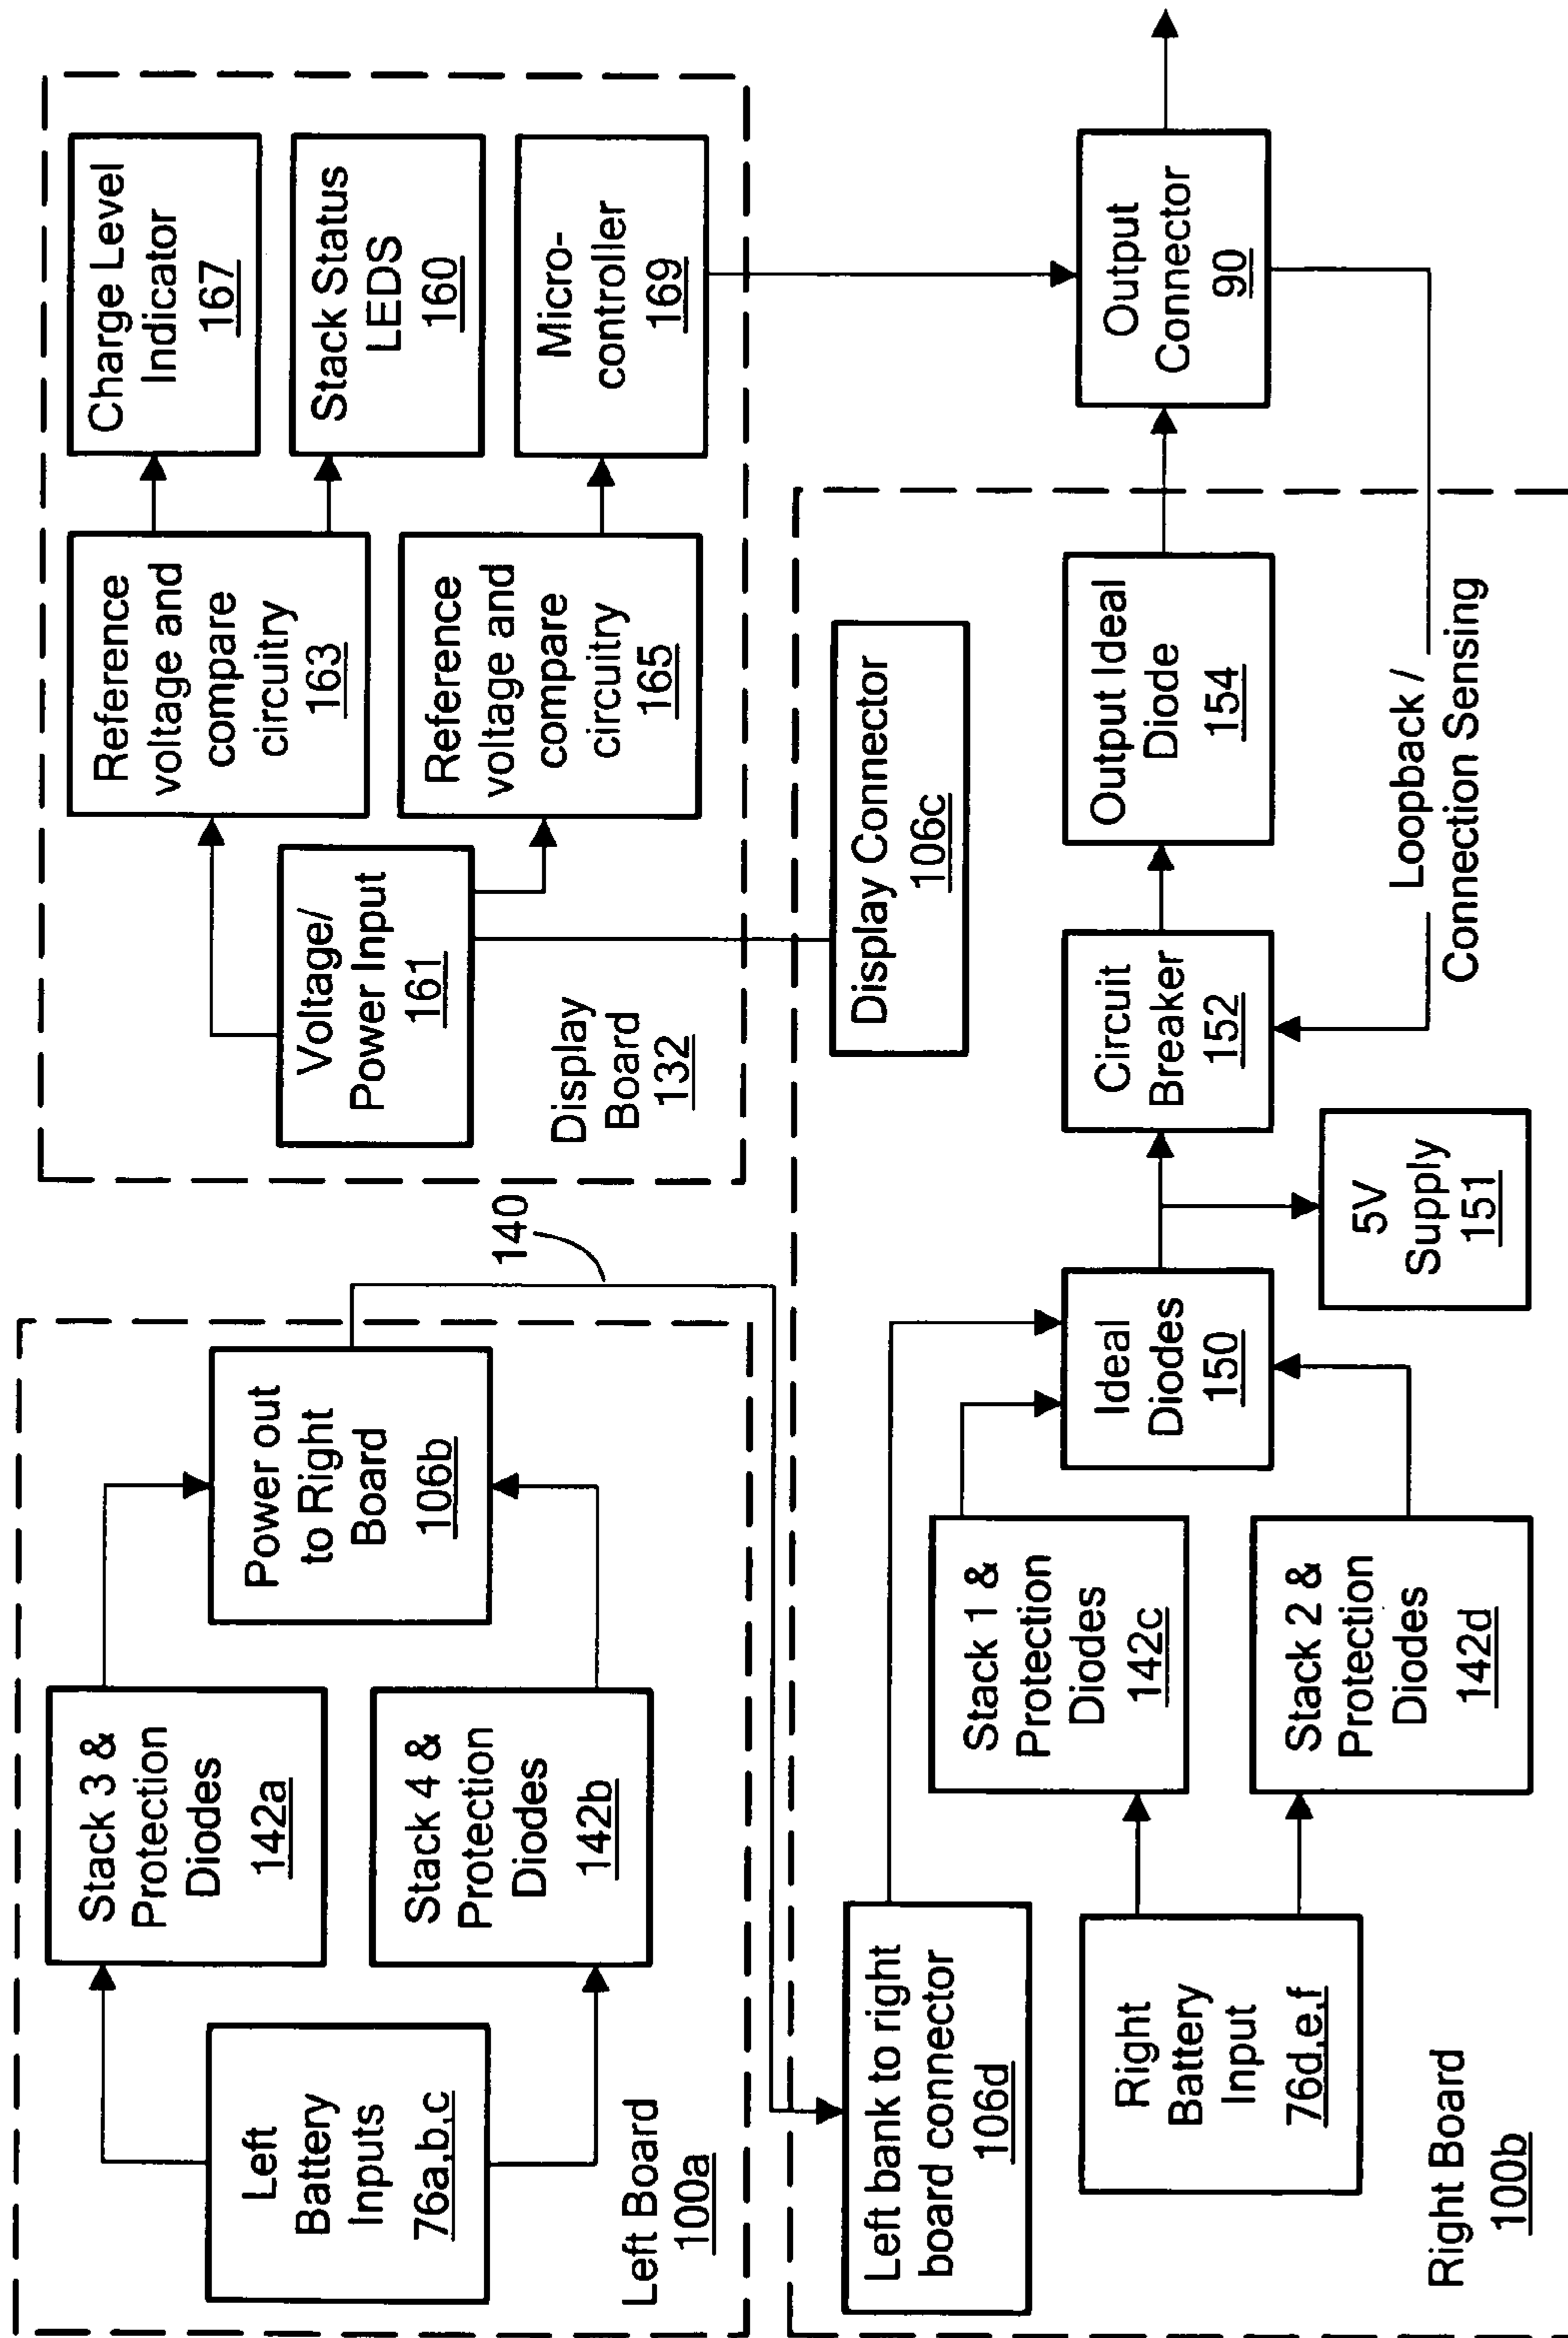 Left
Battery
Inputs
76a,b,c
Stack 3 &
Protection
Diodes
142a
Stack 4 &
Protection
Diodes
142b
Power out
to Right
Board
106b
Left Board
100a
140
Voltage/
Power Input
161
Reference
voltage and
compare
circuitry
163
Reference
voltage and
compare
circuitry
165
Charge Level
Indicator
167
Stack Status
LEDS
160
Micro-
controller
169
Display
Board
132
Left bank to right
board connector
106d
Right
Battery
Input
76d,e,f
Stack 1 &
Protection
Diodes
142c
Stack 2 &
Protection
Diodes
142d
Ideal
Diodes
150
5V
Supply
151
Circuit
Breaker
152
Display Connector
106c
Output Ideal
Diode
154
Output
Connector
90
Loopback /
Connection Sensing
Right Board
100b